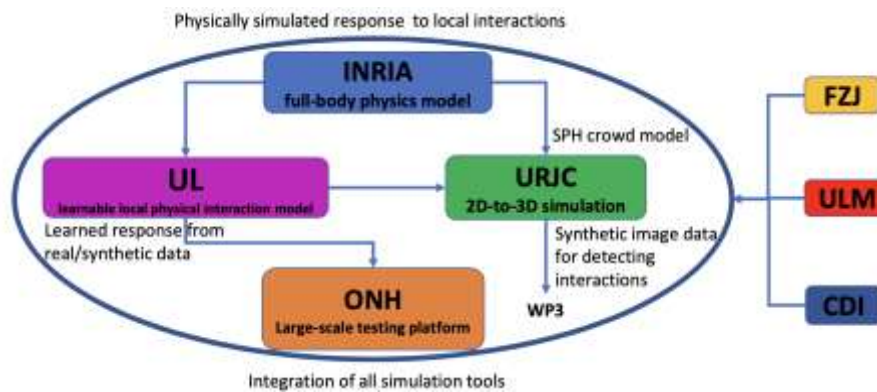 Physically simulated response to local interactions
INRIA
full-body physics model
FZJ
SPH crowd model
UL
learnable local physical interaction model
URJC
2D-to-3D simulation
ULM
Learned response from
real/synthetic data
Synthetic image data
for detecting
interactions
ONH
Large-scale testing platform
WP3
CDI
Integration of all simulation tools